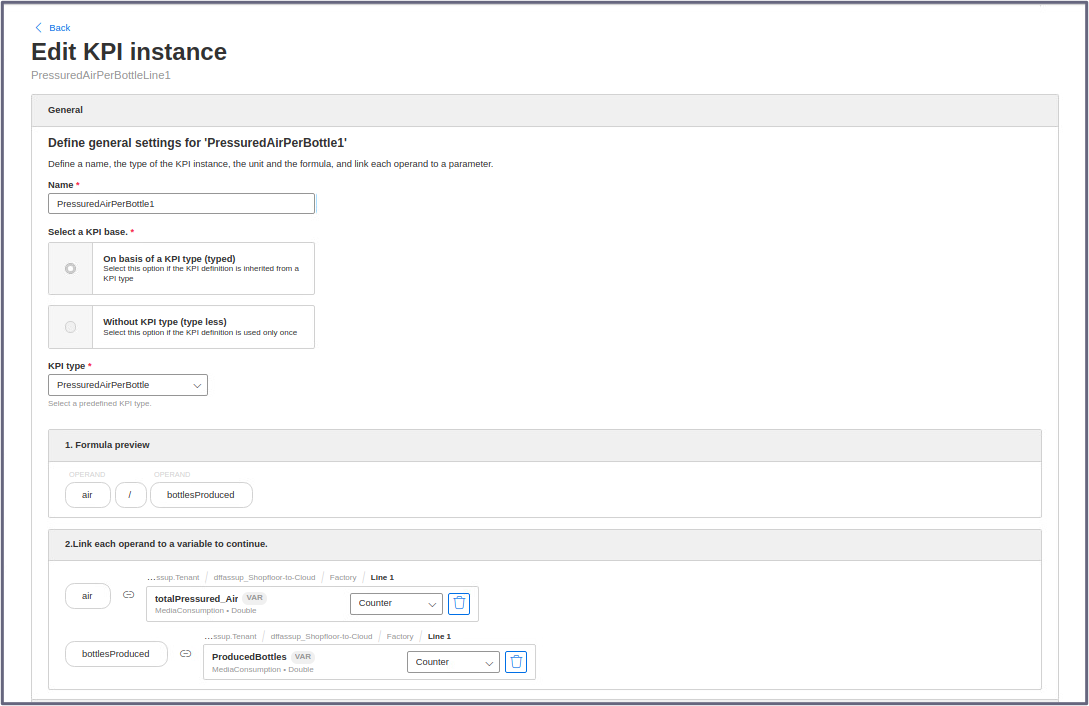 Back
Edit KPI instance
PressuredAirPerBottleLine1
General
Define general settings for 'PressuredAirPerBottle1'
Define a name, the type of the KPI instance, the unit and the formula, and link each operand to a parameter.
Name *
PressuredAirPerBottle1
Select a KPI base. *
On basis of a KPI type (typed)
Select this option if the KPI definition is inherited from a
KPI type
Without KPI type (type less)
Select this option if the KPI definition is used only once
KPI type *
PressuredAirPerBottle
Select a predefined KPI type.
1. Formula preview
OPERAND OPERAND
air / bottlesProduced
2.Link each operand to a variable to continue.
...ssup.Tenant / dffassup_Shopfloor-to-Cloud / Factory / Line 1
air totalPressured_Air VAR Counter
MediaConsumption • Double
...ssup.Tenant / dffassup_Shopfloor-to-Cloud / Factory / Line 1
bottlesProduced ProducedBottles VAR Counter
MediaConsumption • Double